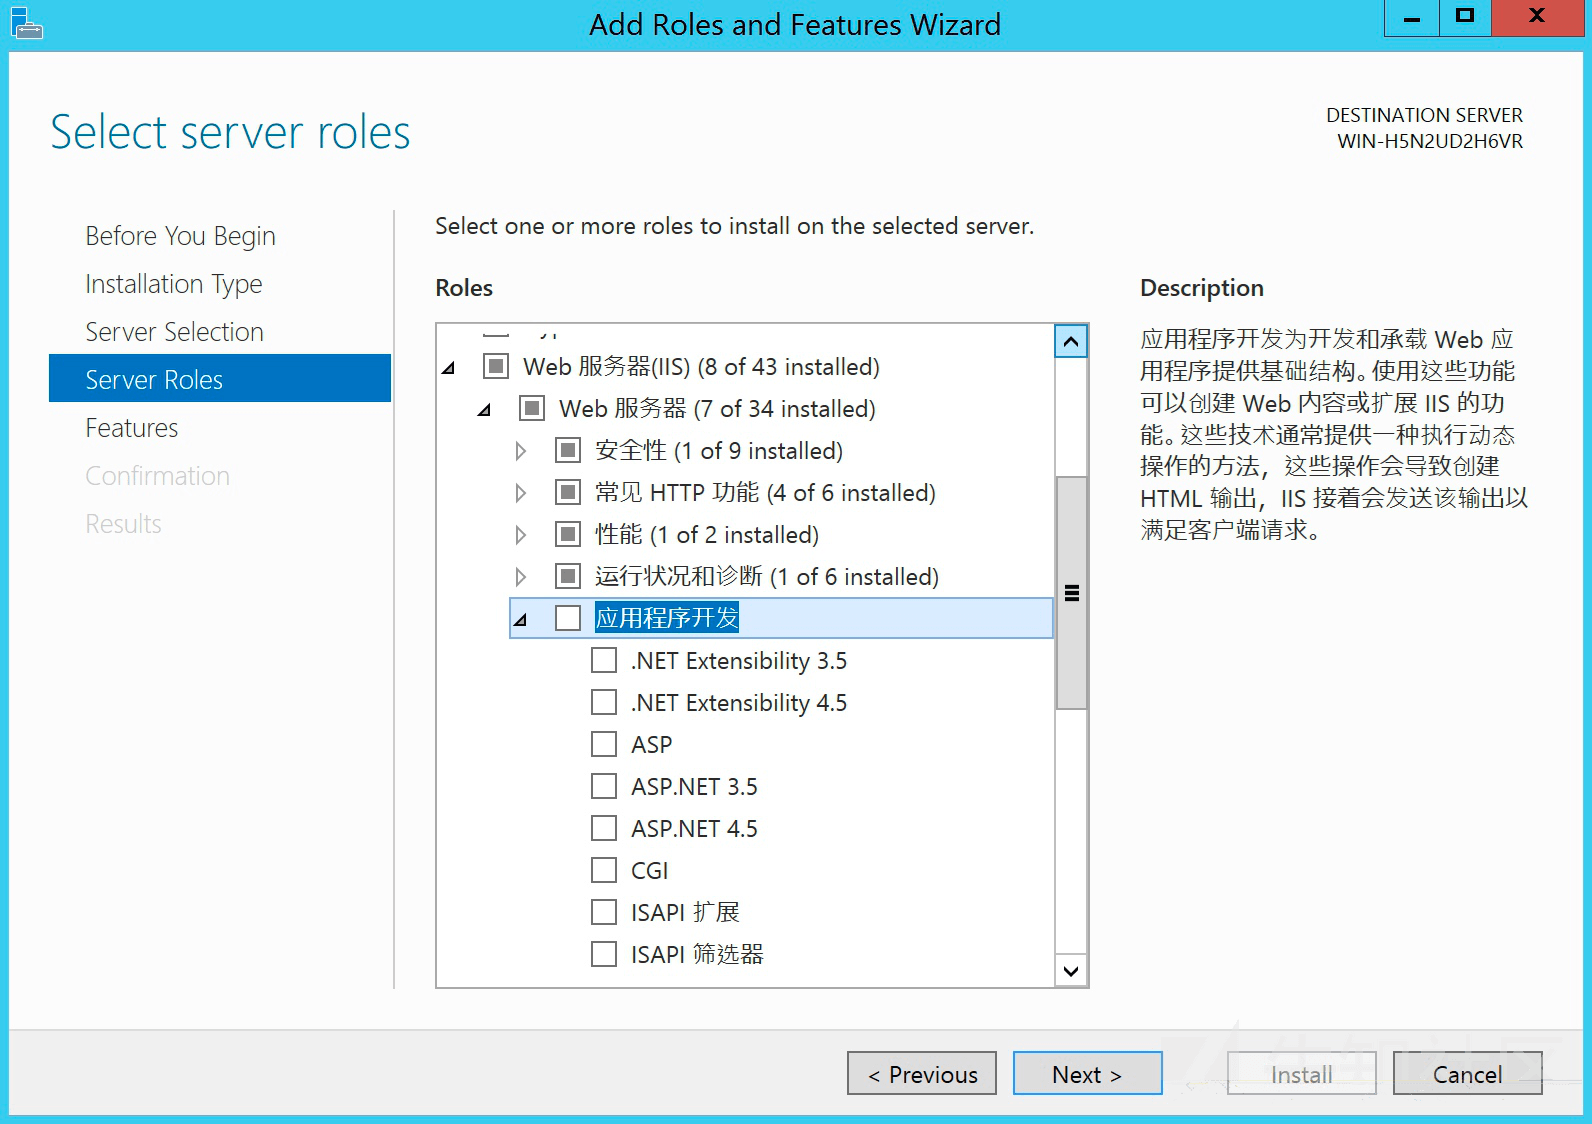 Add Roles and Features Wizard
Select server roles
DESTINATION SERVER
WIN-H5N2UD2H6VR
Before You Begin
Installation Type
Server Selection
Server Roles
Features
Confirmation
Results
Select one or more roles to install on the selected server.
Roles
Web 服务器(IIS) (8 of 43 installed)
Web 服务器 (7 of 34 installed)
安全性 (1 of 9 installed)
常见 HTTP 功能 (4 of 6 installed)
性能 (1 of 2 installed)
运行状况和诊断 (1 of 6 installed)
应用程序开发
.NET Extensibility 3.5
.NET Extensibility 4.5
ASP
ASP.NET 3.5
ASP.NET 4.5
CGI
ISAPI 扩展
ISAPI 筛选器
Description
应用程序开发为开发和承载 Web 应
用程序提供基础结构。使用这些功能
可以创建 Web 内容或扩展 IIS 的功
能。这些技术通常提供一种执行动态
操作的方法，这些操作会导致创建
HTML 输出，IIS 接着会发送该输出以
满足客户端请求。
< Previous
Next >
Install
Cancel